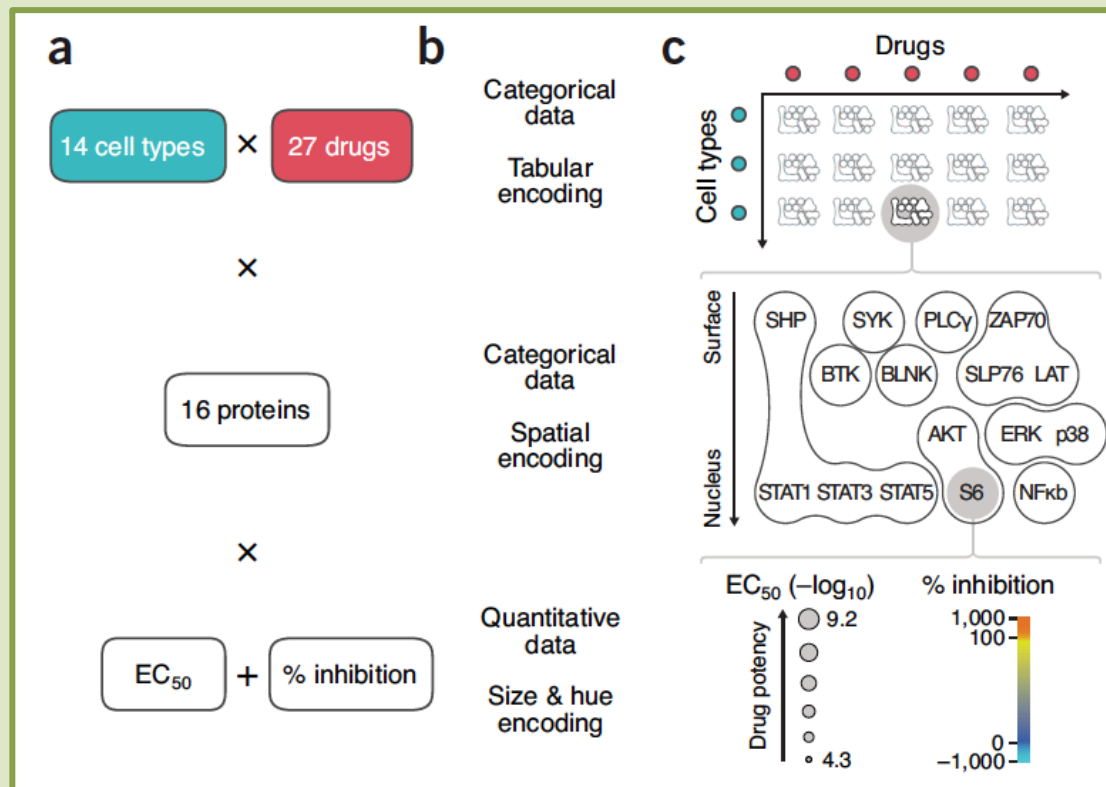 a
14 cell types × 27 drugs
×
16 proteins
×
EC50 + % inhibition
b
Categorical
data
Tabular
encoding
Categorical
data
Spatial
encoding
Quantitative
data
Size & hue
encoding
c
Drugs
Cell types
Surface
Nucleus
SHP SYK PLCγ ZAP70
BTK BLNK SLP76 LAT
AKT ERK p38
STAT1 STAT3 STAT5 S6 NFκb
EC50 (–log10)
Drug potency
9.2
4.3
% inhibition
1,000
100
0
–1,000